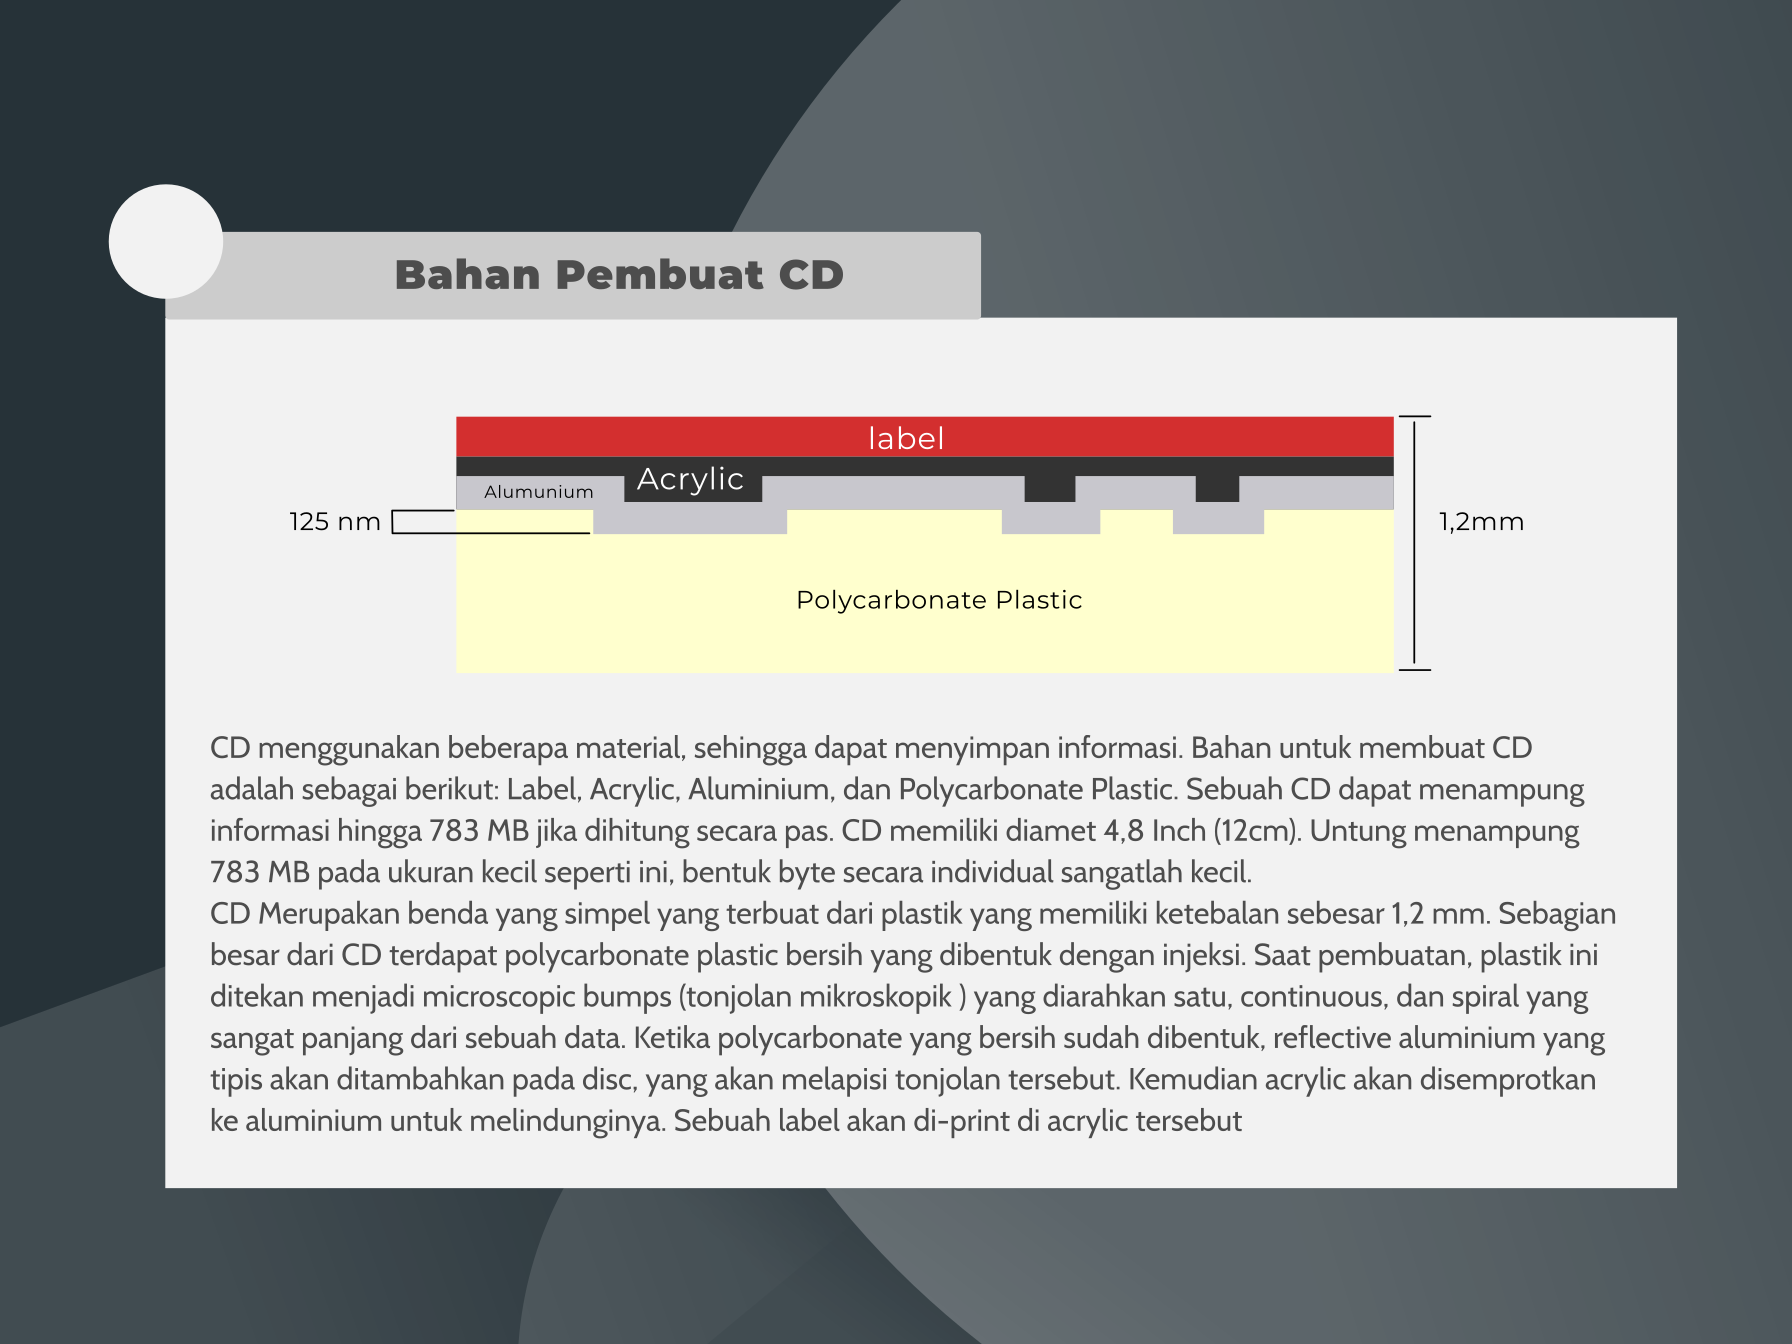 Bahan Pembuat CD
label
Acrylic
Alumunium
125 nm
1,2mm
Polycarbonate Plastic
CD menggunakan beberapa material, sehingga dapat menyimpan informasi. Bahan untuk membuat CD
adalah sebagai berikut: Label, Acrylic, Aluminium, dan Polycarbonate Plastic. Sebuah CD dapat menampung
informasi hingga 783 MB jika dihitung secara pas. CD memiliki diamet 4,8 Inch (12cm). Untung menampung
783 MB pada ukuran kecil seperti ini, bentuk byte secara individual sangatlah kecil.
CD Merupakan benda yang simpel yang terbuat dari plastik yang memiliki ketebalan sebesar 1,2 mm. Sebagian
besar dari CD terdapat polycarbonate plastic bersih yang dibentuk dengan injeksi. Saat pembuatan, plastik ini
ditekan menjadi microscopic bumps (tonjolan mikroskopik ) yang diarahkan satu, continuous, dan spiral yang
sangat panjang dari sebuah data. Ketika polycarbonate yang bersih sudah dibentuk, reflective aluminium yang
tipis akan ditambahkan pada disc, yang akan melapisi tonjolan tersebut. Kemudian acrylic akan disemprotkan
ke aluminium untuk melindunginya. Sebuah label akan di-print di acrylic tersebut